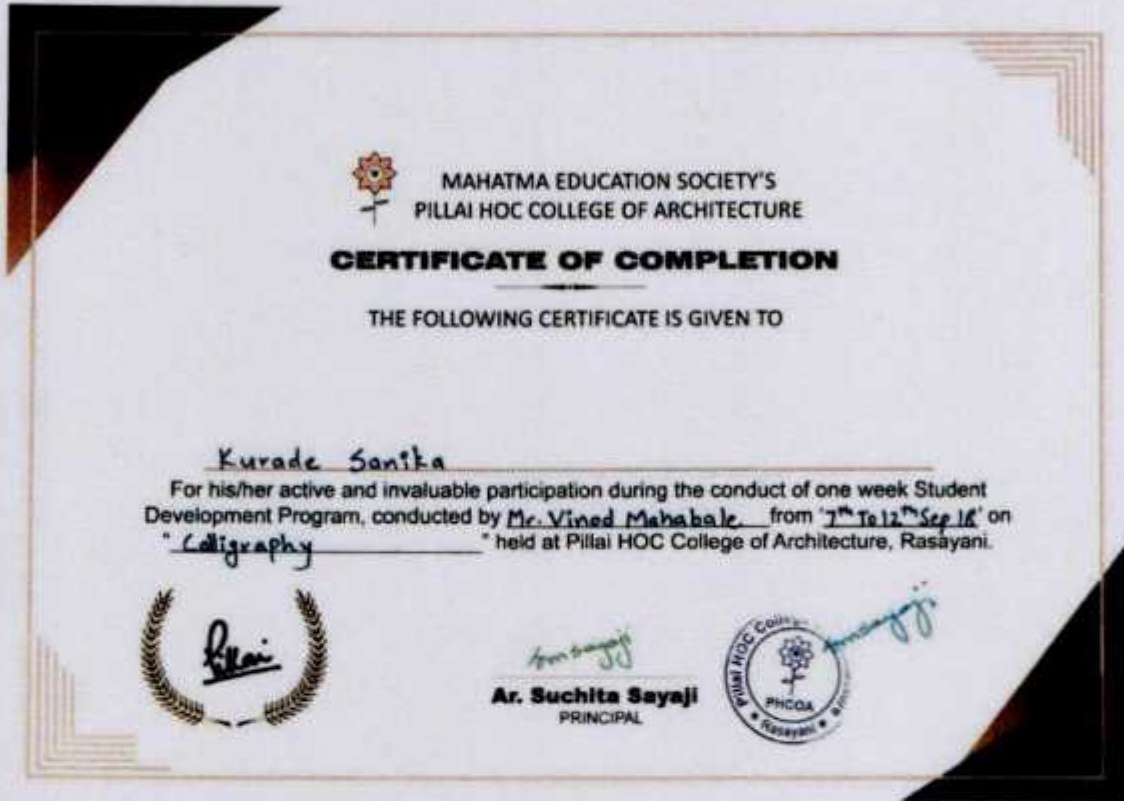 MAHATMA EDUCATION SOCIETY'S
PILLAI HOC COLLEGE OF ARCHITECTURE
CERTIFICATE OF COMPLETION
THE FOLLOWING CERTIFICATE IS GIVEN TO
Kurade Sanika
For his/her active and invaluable participation during the conduct of one week Student
Development Program, conducted by Mr. Vinod Mahabale from '7th To 12th Sep 18' on
" Calligraphy " held at Pillai HOC College of Architecture, Rasayani.
Pillai
smsayaji
Ar. Suchita Sayaji
PRINCIPAL
Pillai HOC
PHCOA
Rasayani
smsayaji